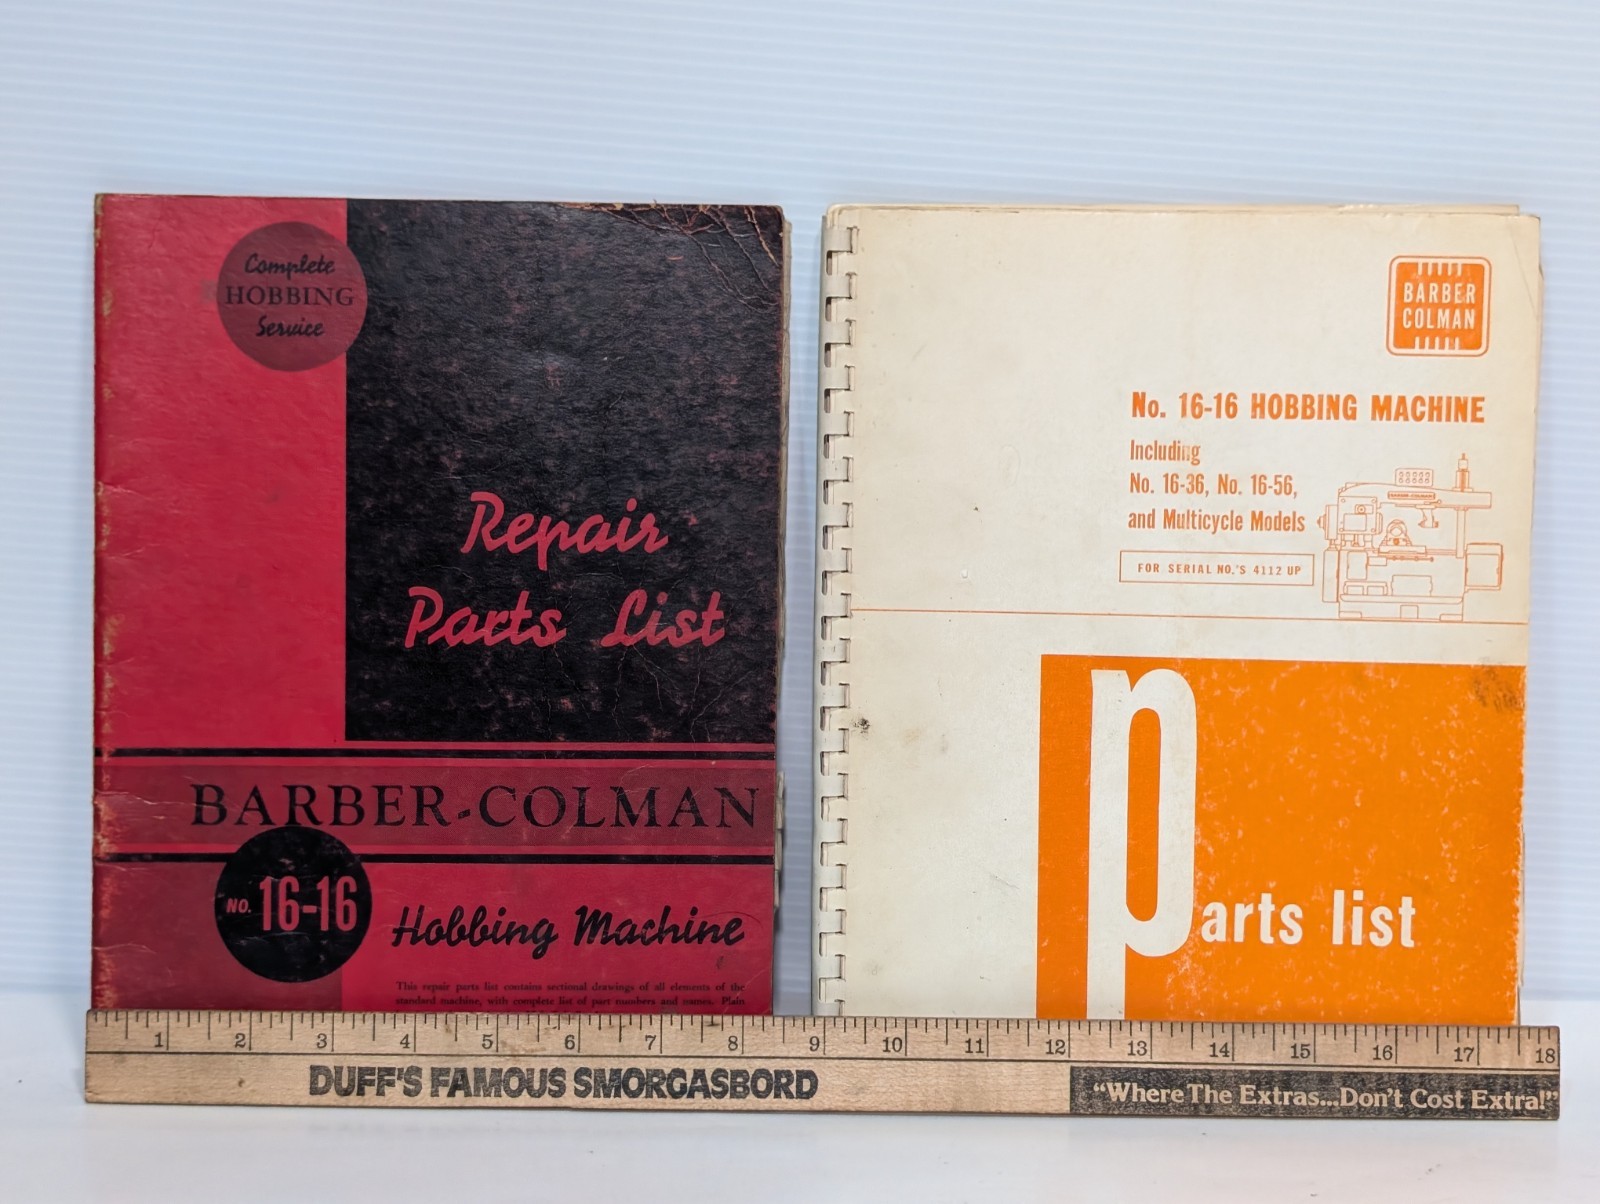 Complete
HOBBING
Service
Repair
Parts List
BARBER-COLMAN
NO. 16-16
Hobbing Machine
This repair parts list contains sectional drawings of all elements of the
standard machine, with complete list of part numbers and names. Plain
BARBER
COLMAN
No. 16-16 HOBBING MACHINE
Including
No. 16-36, No. 16-56,
and Multicycle Models
BARBER-COLMAN
FOR SERIAL NO.'S 4112 UP
Parts list
1 2 3 4 5 6 7 8 9 10 11 12 13 14 15 16 17 18
DUFF'S FAMOUS SMORGASBORD
"Where The Extras...Don't Cost Extra!"